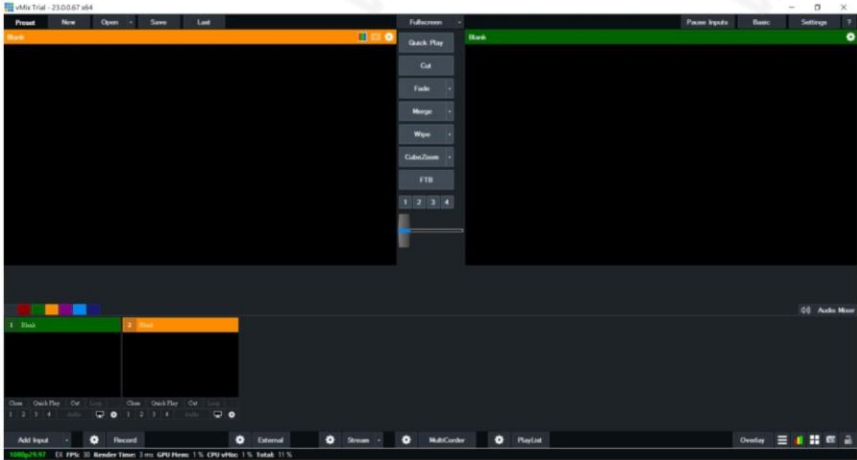 vMix Trial - 23.0.0.67 x64
Preset New Open Save Last Fullscreen Pause Inputs Basic Settings ?
Blank Blank
Quick Play
Cut
Fade
Merge
Wipe
CubeZoom
FTB
1 2 3 4
Audio Mixer
1 Blank 2 Blank
Close Quick Play Cut Loop Close Quick Play Cut Loop
1 2 3 4 Audio 1 2 3 4 Audio
Add Input Record External Stream MultiCorder PlayList Overlay
1080p29.97 EX FPS: 30 Render Time: 3 ms GPU Mem: 1 % CPU vMix: 1 % Total: 11 %